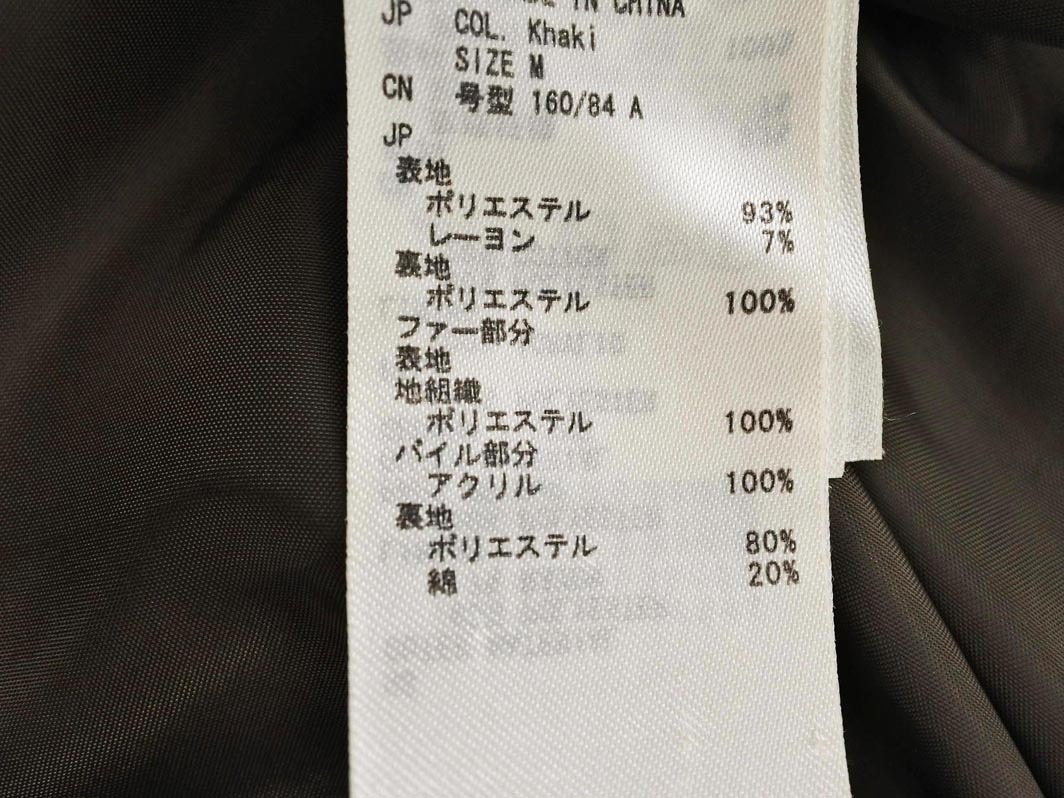 IN CHINA
JP COL. Khaki
SIZE M
CN 号型 160/84 A
JP
表地
ポリエステル 93%
レーヨン 7%
裏地
ポリエステル 100%
ファー部分
表地
地組織
ポリエステル 100%
パイル部分
アクリル 100%
裏地
ポリエステル 80%
綿 20%